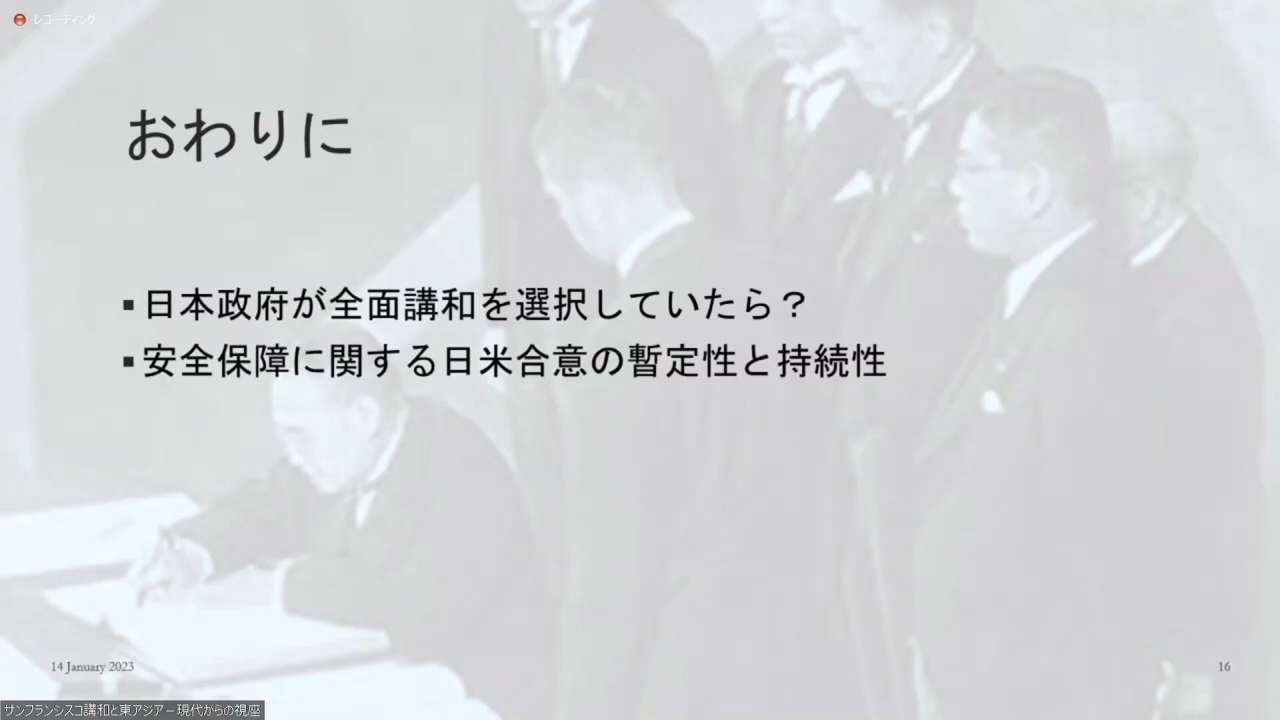 レコーディング
おわりに
▪日本政府が全面講和を選択していたら？
▪安全保障に関する日米合意の暫定性と持続性
14 January 2023
16
サンフランシスコ講和と東アジア－現代からの視座